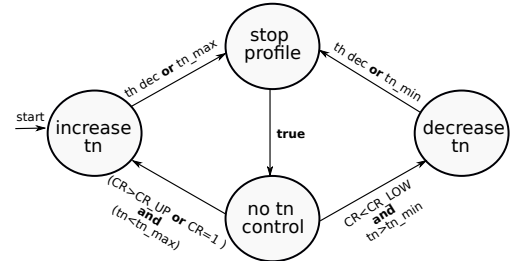 stop
profile
th dec or tn_max
th dec or tn_min
start
increase
tn
decrease
tn
true
(CR>CR_UP or CR=1 )
and
(tn<tn_max)
no tn
control
CR<CR_LOW
and
tn>tn_min